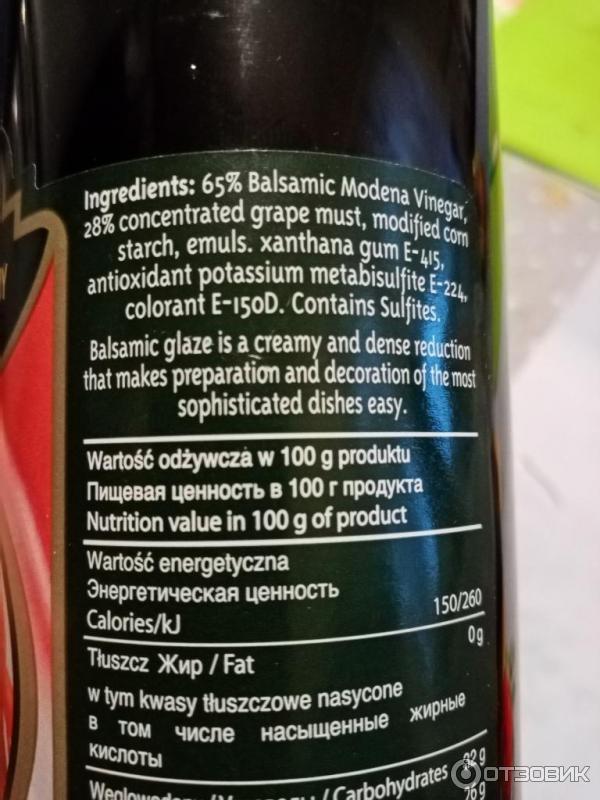 Ingredients: 65% Balsamic Modena Vinegar,
28% concentrated grape must, modified corn
starch, emuls. xanthana gum E-415,
antioxidant potassium metabisulfite E-224,
colorant E-150D. Contains Sulfites.
Balsamic glaze is a creamy and dense reduction
that makes preparation and decoration of the most
sophisticated dishes easy.
Wartość odżywcza w 100 g produktu
Пищевая ценность в 100 г продукта
Nutrition value in 100 g of product
Wartość energetyczna
Энергетическая ценность
Calories/kJ 150/260
Tłuszcz Жир / Fat 0g
w tym kwasy tłuszczowe nasycone
в том числе насыщенные жирные
кислоты
/ Carbohydrates
76 g
ОТЗОВИК